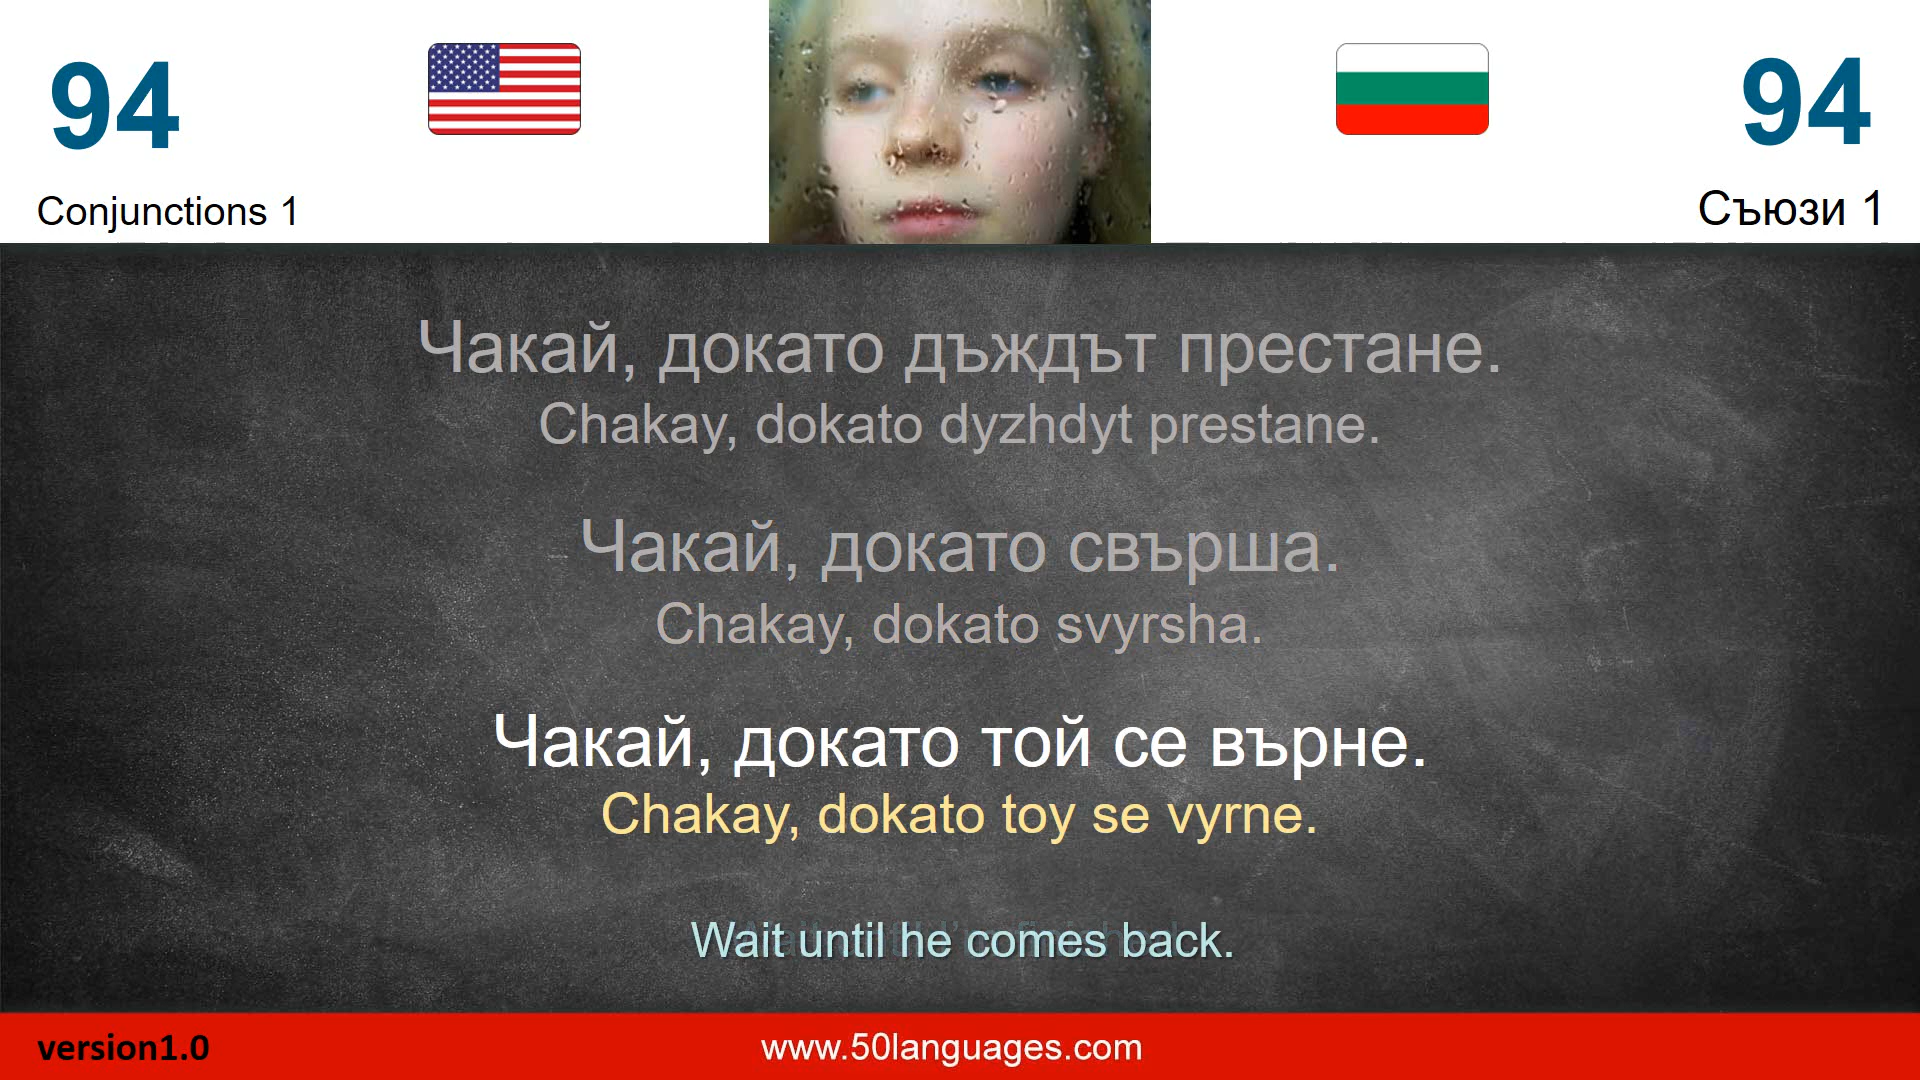 94
94
Conjunctions 1
Съюзи 1
Чакай, докато дъждът престане.
Chakay, dokato dyzhdyt prestane.
Чакай, докато свърша.
Chakay, dokato svyrsha.
Чакай, докато той се върне.
Chakay, dokato toy se vyrne.
Wait until he comes back.
version1.0
www.50languages.com